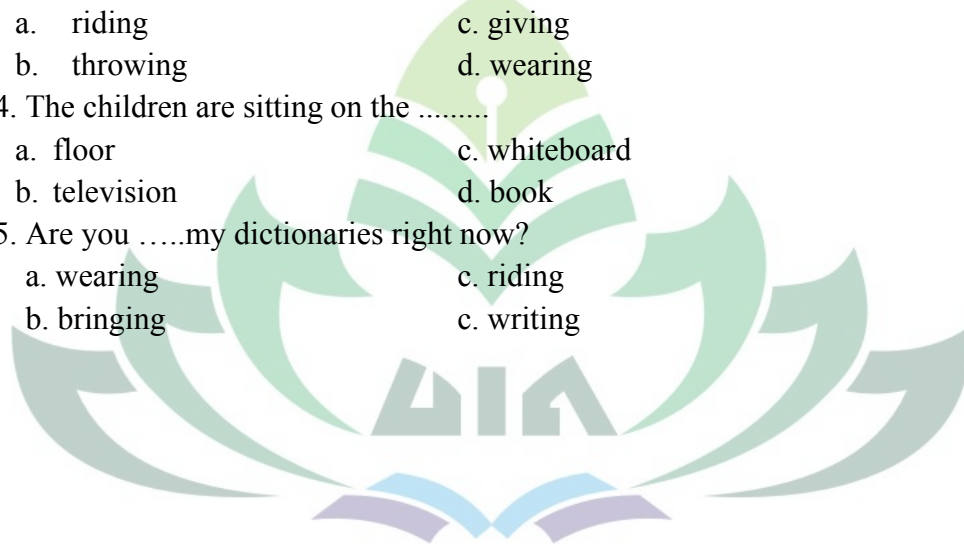 a. riding c. giving
b. throwing d. wearing
4. The children are sitting on the .........
a. floor c. whiteboard
b. television d. book
5. Are you …..my dictionaries right now?
a. wearing c. riding
b. bringing c. writing
UIN